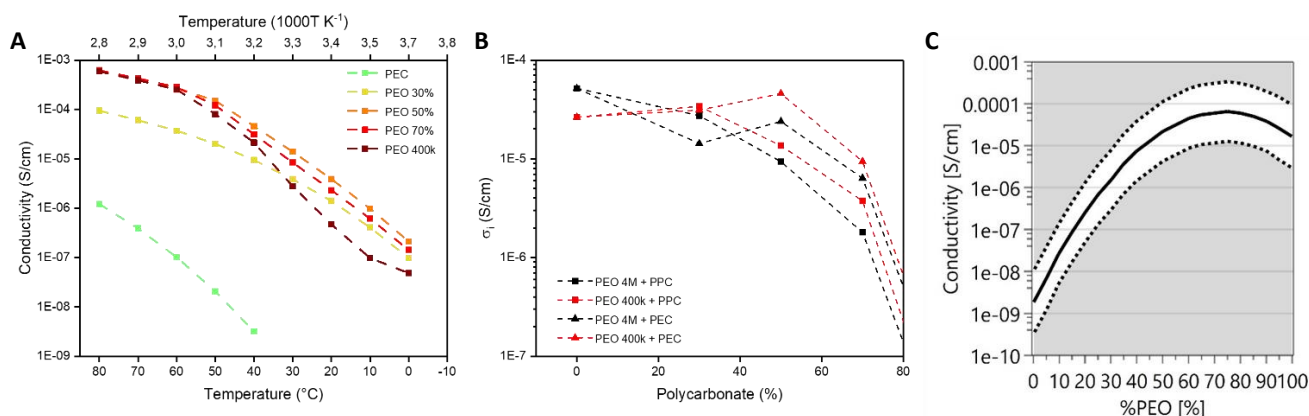 A
Temperature (1000T K⁻¹)
2,8 2,9 3,0 3,1 3,2 3,3 3,4 3,5 3,7 3,8
1E-03
1E-04
1E-05
1E-06
1E-07
1E-08
1E-09
Conductivity (S/cm)
PEC
PEO 30%
PEO 50%
PEO 70%
PEO 400k
80 70 60 50 40 30 20 10 0 -10
Temperature (°C)
B
1E-4
1E-5
1E-6
1E-7
σᵢ (S/cm)
PEO 4M + PPC
PEO 400k + PPC
PEO 4M + PEC
PEO 400k + PEC
0 20 40 60 80
Polycarbonate (%)
C
0.001
0.0001
1e-05
1e-06
1e-07
1e-08
1e-09
1e-10
Conductivity [S/cm]
0 10 20 30 40 50 60 70 80 90 100
%PEO [%]